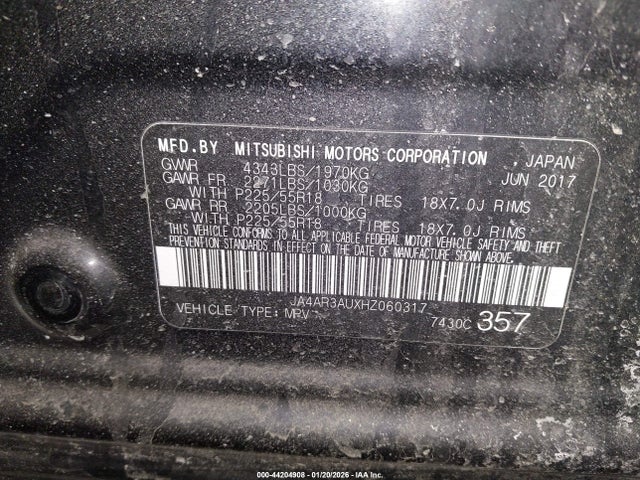 MFD.BY MITSUBISHI MOTORS CORPORATION , JAPAN
GVWR 4343LBS/1970KG JUN 2017
GAWR FR 2271LBS/1030KG
WITH P225/55R18 TIRES 18X7.0J RIMS
GAWR RR 2205LBS/1000KG
WITH P225/55R18 TIRES 18X7.0J RIMS
THIS VEHICLE CONFORMS TO ALL APPLICABLE FEDERAL MOTOR VEHICLE SAFETY AND THEFT
PREVENTION STANDARDS IN EFFECT ON THE DATE OF MANUFACTURE SHOWN ABOVE.
JA4AR3AUXHZ060317
VEHICLE TYPE: MPV 7430C 357
000-44204908 - 01/20/2026 - IAA Inc.